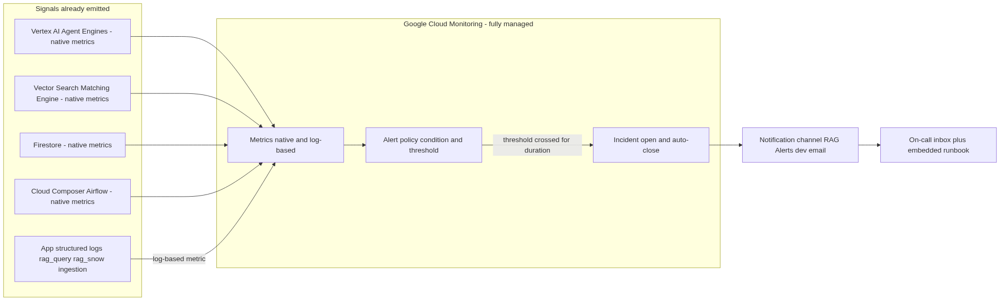 Signals already emitted
Vertex AI Agent Engines -
native metrics
Vector Search Matching
Engine - native metrics
Firestore - native metrics
Cloud Composer Airflow -
native metrics
App structured logs
rag_query rag_snow
ingestion
log-based metric
Google Cloud Monitoring - fully managed
Metrics native and log-
based
Alert policy condition and
threshold
threshold crossed for
duration
Incident open and auto-
close
Notification channel RAG
Alerts dev email
On-call inbox plus
embedded runbook